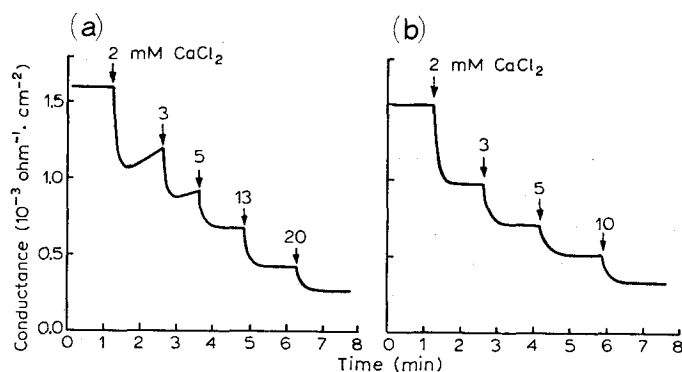 (a)
2 mM CaCl₂
3
5
13
20
Conductance (10⁻³ ohm⁻¹· cm⁻²)
1.5
1.0
0.5
0.0
0 1 2 3 4 5 6 7 8
(b)
2 mM CaCl₂
3
5
10
0 1 2 3 4 5 6 7 8
Time (min)